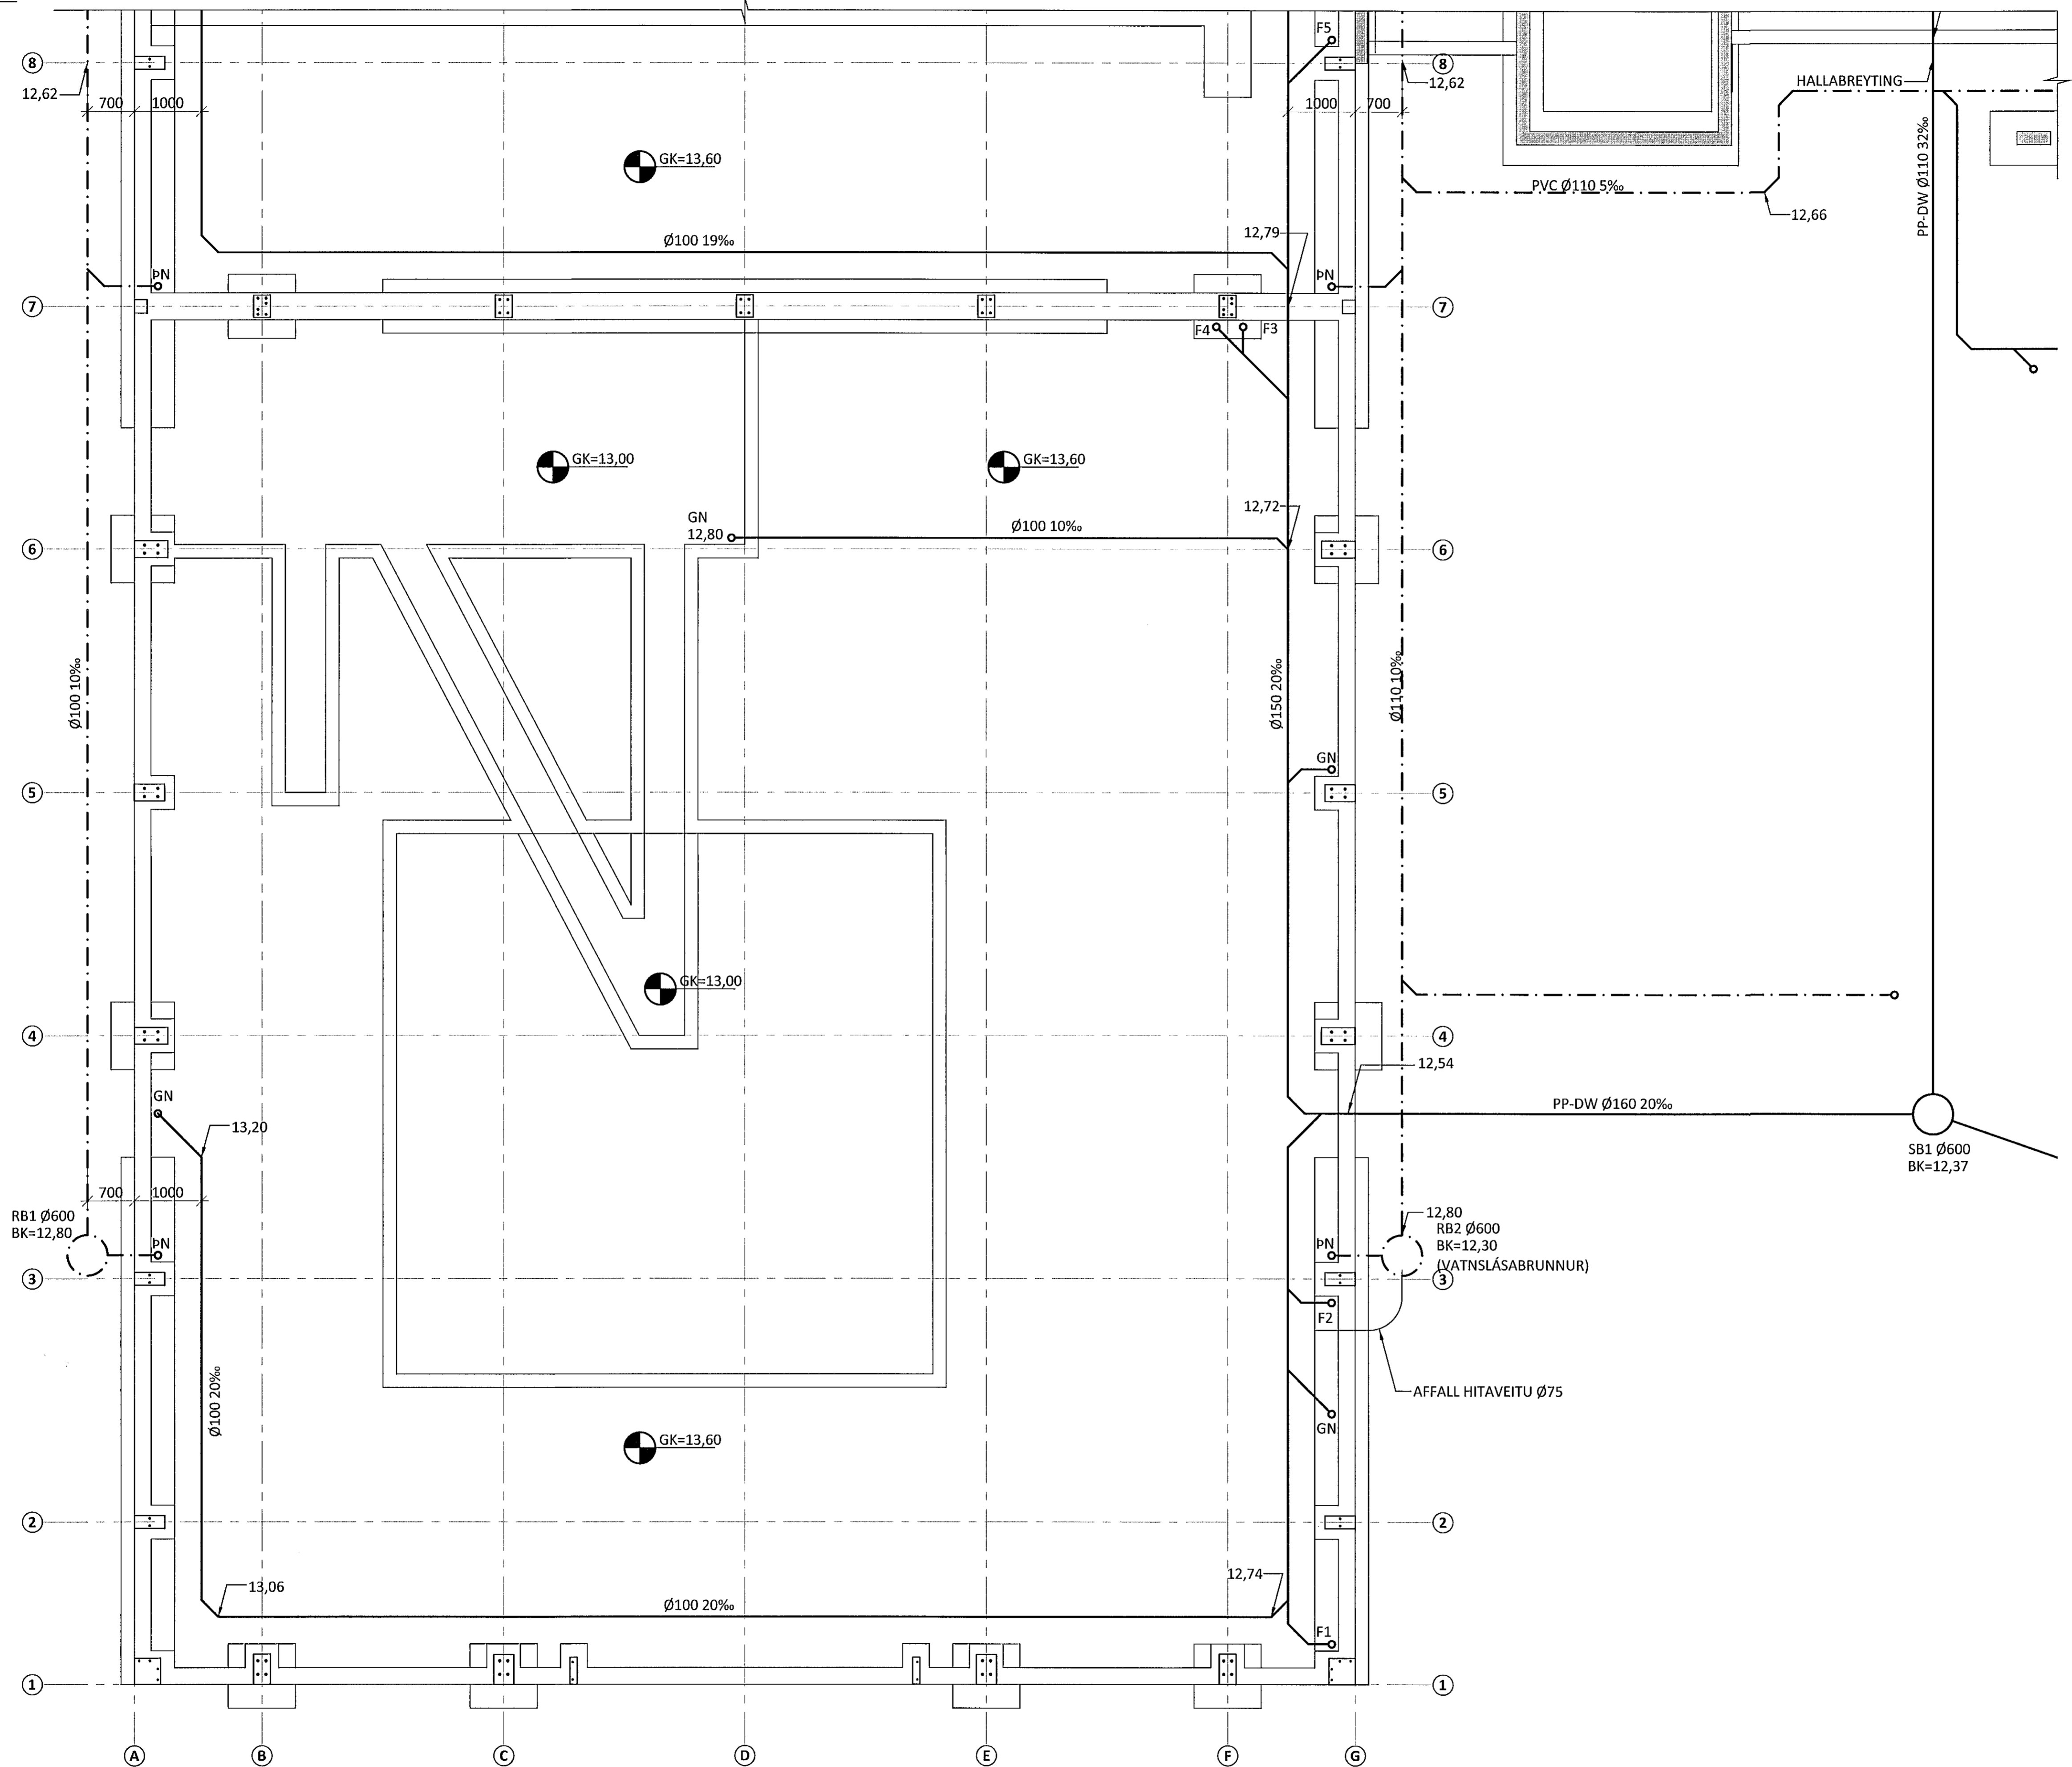 F5
8
8
12,62
12,62
HALLABREYTING
700
1000
1000
700
GK=13,60
PP-DW Ø110 32‰
PVC Ø110 5‰
12,66
12,79
Ø100 19‰
ÞN
ÞN
7
7
F4
F3
GK=13,00
GK=13,60
12,72
GN
12,80
Ø100 10‰
6
6
Ø100 10‰
Ø150 20‰
Ø110 10‰
GN
5
5
GK=13,00
4
4
12,54
GN
PP-DW Ø160 20‰
13,20
SB1 Ø600
BK=12,37
700
1000
RB1 Ø600
BK=12,80
ÞN
12,80
RB2 Ø600
BK=12,30
(VATNSLÁSABRUNNUR)
ÞN
3
3
F2
AFFALL HITAVEITU Ø75
Ø100 20‰
GN
GK=13,60
2
2
13,06
12,74
Ø100 20‰
F1
1
1
A
B
C
D
E
F
G